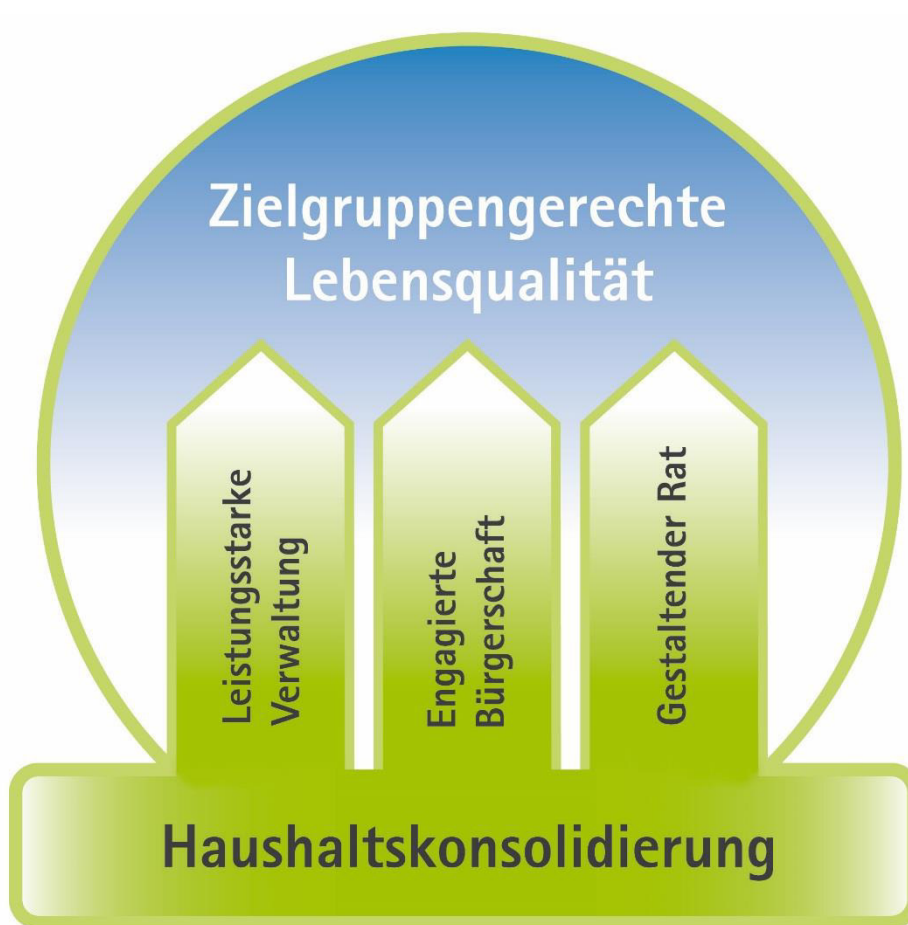 Zielgruppengerechte
Lebensqualität
Leistungsstarke
Verwaltung
Engagierte
Bürgerschaft
Gestaltender Rat
Haushaltskonsolidierung